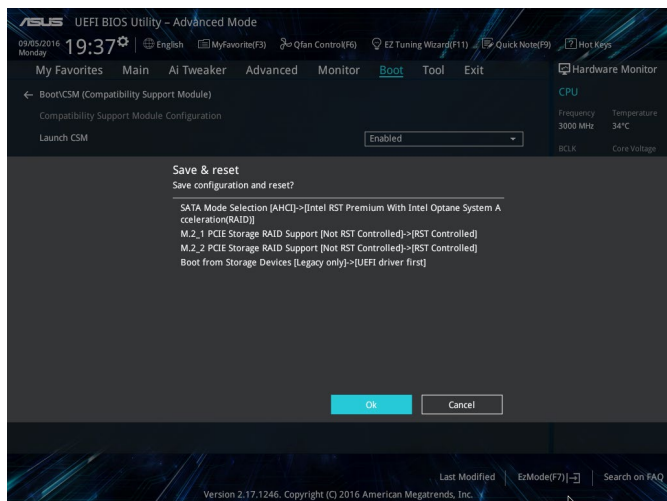 ASUS UEFI BIOS Utility – Advanced Mode
09/05/2016 Monday 19:37 English MyFavorite(F3) Qfan Control(F6) EZ Tuning Wizard(F11) Quick Note(F9) Hot Keys
My Favorites Main Ai Tweaker Advanced Monitor Boot Tool Exit Hardware Monitor
Boot\CSM (Compatibility Support Module)
CPU
Compatibility Support Module Configuration
Frequency Temperature
3000 MHz 34°C
Launch CSM Enabled
BCLK Core Voltage
Save & reset
Save configuration and reset?
SATA Mode Selection [AHCI]->[Intel RST Premium With Intel Optane System A
cceleration(RAID)]
M.2_1 PCIE Storage RAID Support [Not RST Controlled]->[RST Controlled]
M.2_2 PCIE Storage RAID Support [Not RST Controlled]->[RST Controlled]
Boot from Storage Devices [Legacy only]->[UEFI driver first]
Ok Cancel
Last Modified EzMode(F7) Search on FAQ
Version 2.17.1246. Copyright (C) 2016 American Megatrends, Inc.